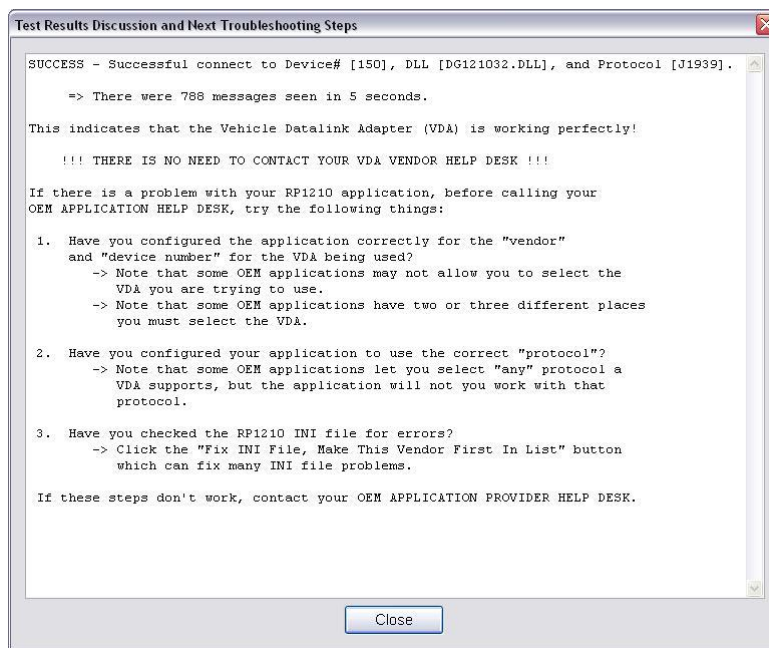 Test Results Discussion and Next Troubleshooting Steps
SUCCESS - Successful connect to Device# [150], DLL [DG121032.DLL], and Protocol [J1939].
=> There were 788 messages seen in 5 seconds.
This indicates that the Vehicle Datalink Adapter (VDA) is working perfectly!
!!! THERE IS NO NEED TO CONTACT YOUR VDA VENDOR HELP DESK !!!
If there is a problem with your RP1210 application, before calling your
OEM APPLICATION HELP DESK, try the following things:
1. Have you configured the application correctly for the "vendor"
and "device number" for the VDA being used?
-> Note that some OEM applications may not allow you to select the
VDA you are trying to use.
-> Note that some OEM applications have two or three different places
you must select the VDA.
2. Have you configured your application to use the correct "protocol"?
-> Note that some OEM applications let you select "any" protocol a
VDA supports, but the application will not you work with that
protocol.
3. Have you checked the RP1210 INI file for errors?
-> Click the "Fix INI File, Make This Vendor First In List" button
which can fix many INI file problems.
If these steps don't work, contact your OEM APPLICATION PROVIDER HELP DESK.
Close